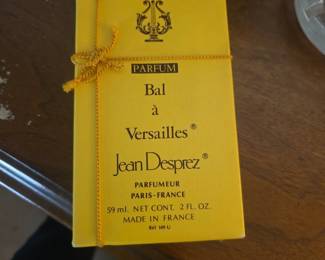 PARFUM
Bal
à
Versailles®
Jean Desprez®
PARFUMEUR
PARIS-FRANCE
59 ml. NET CONT. 2 FL. OZ.
MADE IN FRANCE